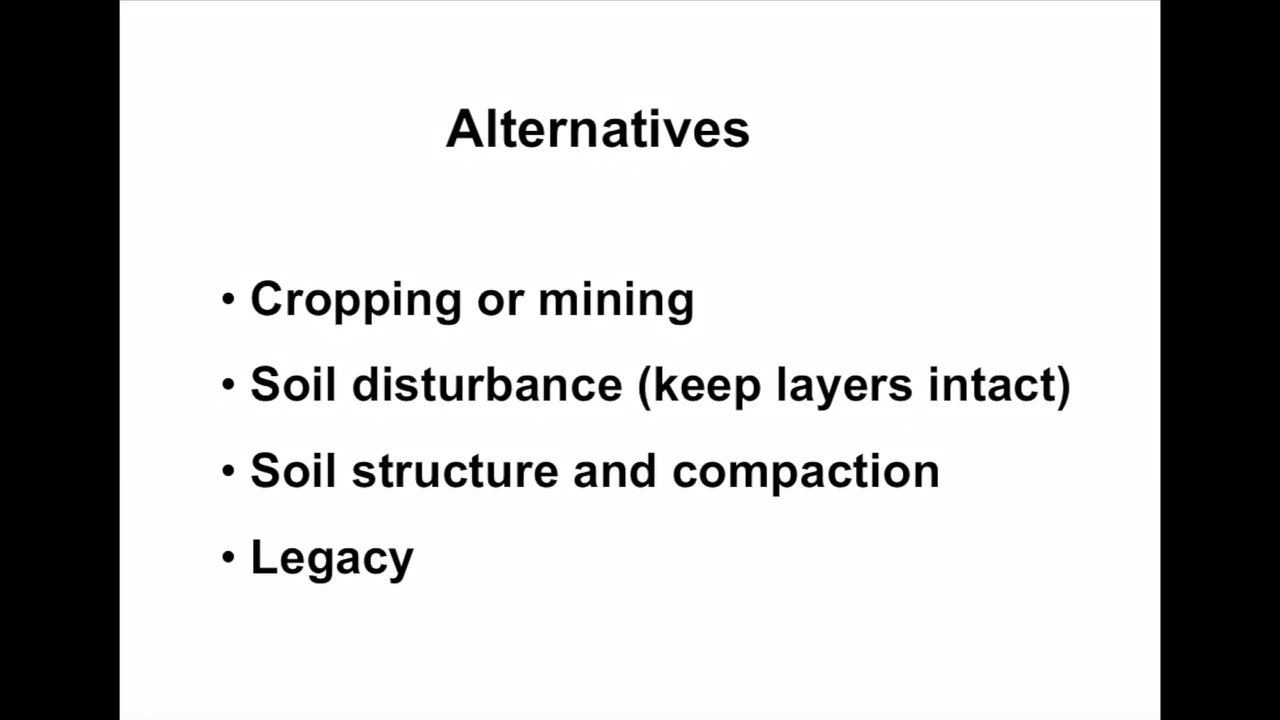 Alternatives
• Cropping or mining
• Soil disturbance (keep layers intact)
• Soil structure and compaction
• Legacy